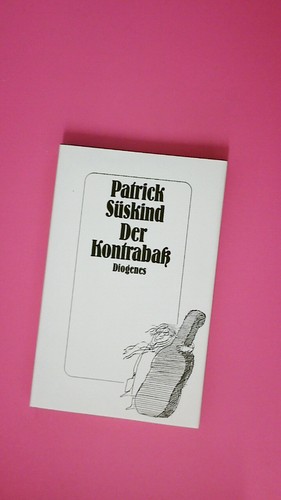 Patrick
Süskind
Der
Kontrabaß
Diogenes